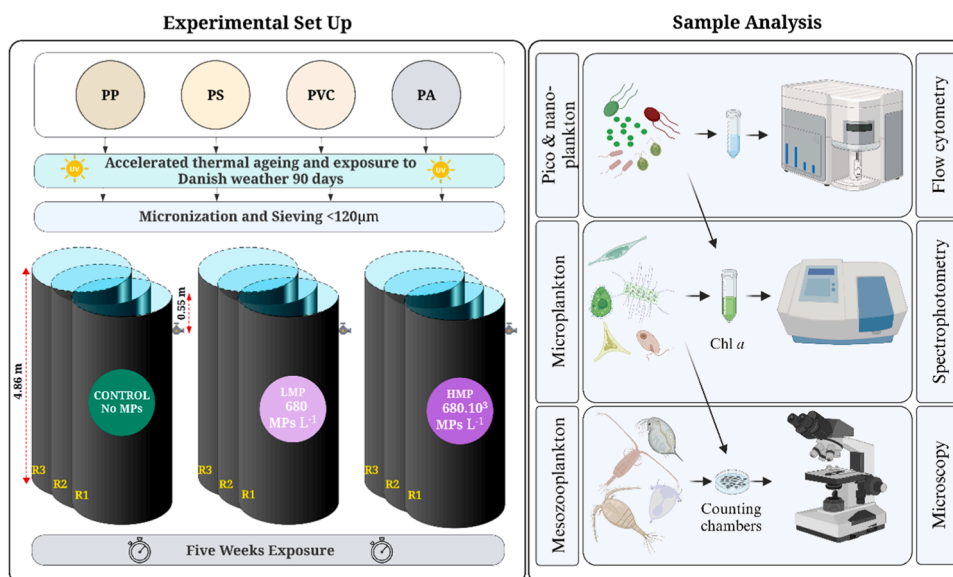 Experimental Set Up
PP
PS
PVC
PA
UV
Accelerated thermal ageing and exposure to
Danish weather 90 days
UV
Micronization and Sieving <120µm
4.86 m
0.55 m
CONTROL
No MPs
R3
R2
R1
LMP
680
MPs L⁻¹
R3
R2
R1
HMP
680.10³
MPs L⁻¹
R3
R2
R1
Five Weeks Exposure
Sample Analysis
Pico & nano-
plankton
Flow cytometry
Microplankton
Chl a
Spectrophotometry
Mesozooplankton
Counting
chambers
Microscopy